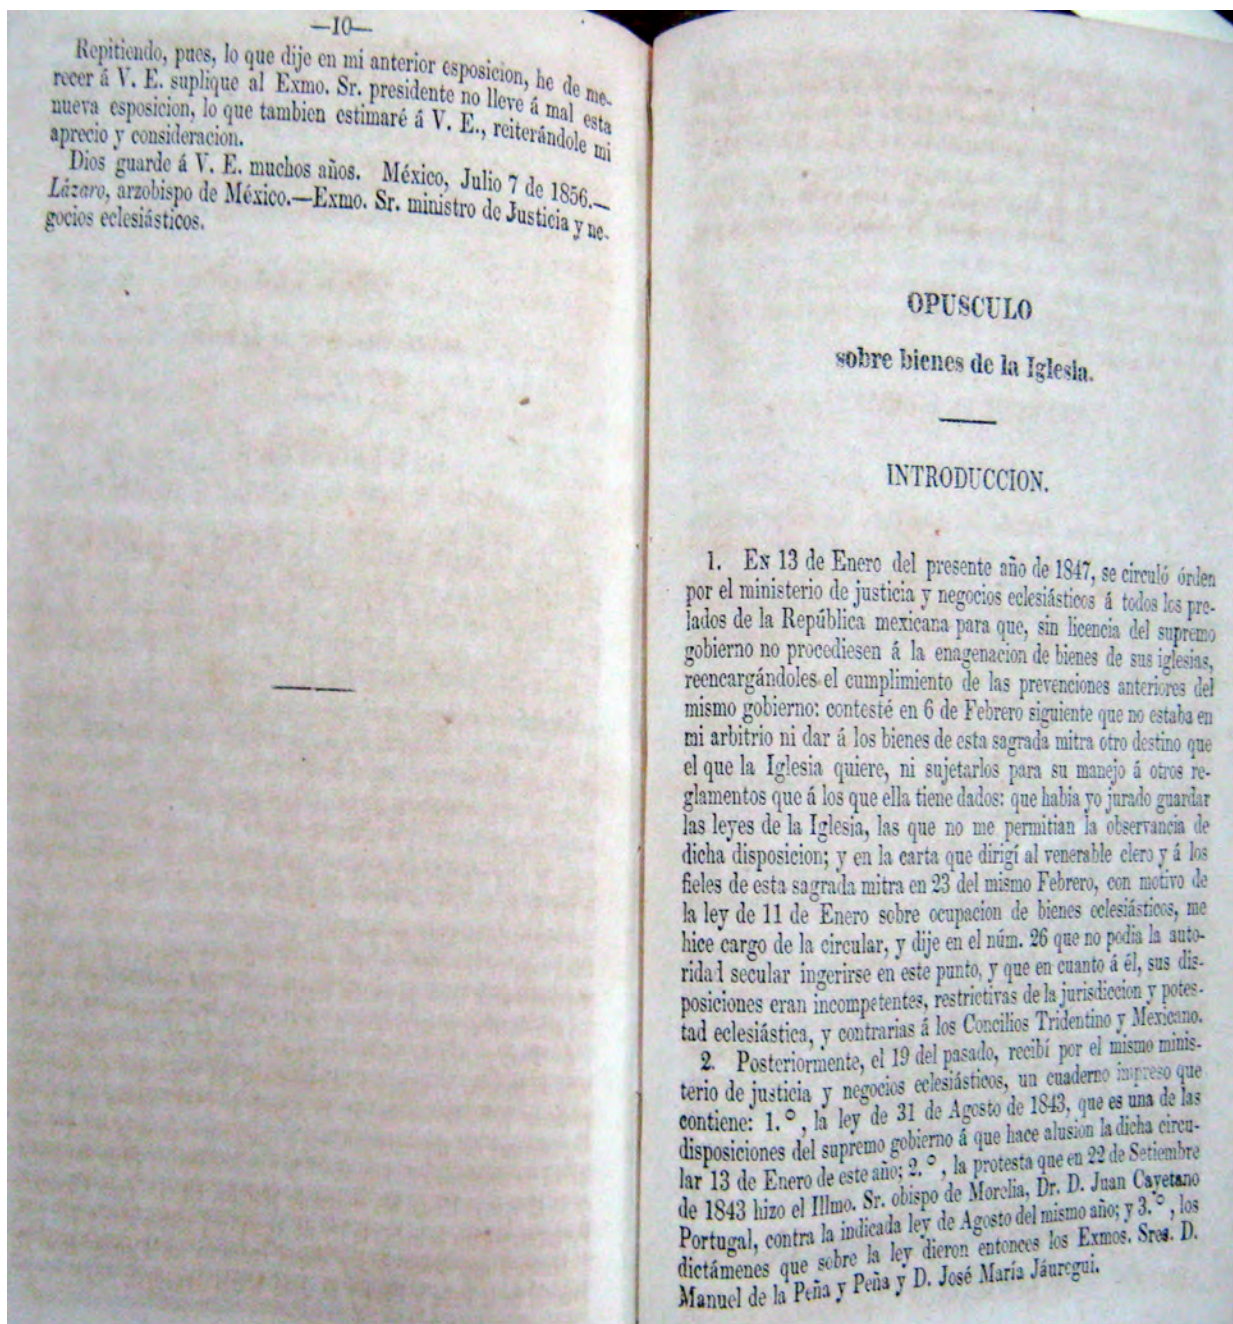 —10—
Repitiendo, pues, lo que dije en mi anterior esposicion, he de me-
recer á V. E. suplique al Exmo. Sr. presidente no lleve á mal esta
nueva esposicion, lo que tambien estimaré á V. E., reiterándole mi
aprecio y consideracion.
Dios guarde á V. E. muchos años. México, Julio 7 de 1856.—
Lázaro, arzobispo de México.—Exmo. Sr. ministro de Justicia y ne-
gocios eclesiásticos.
OPUSCULO
sobre bienes de la Iglesia.
INTRODUCCION.
1. EN 13 de Enero del presente año de 1847, se circuló órden
por el ministerio de justicia y negocios eclesiásticos á todos los pre-
lados de la República mexicana para que, sin licencia del supremo
gobierno no procediesen á la enagenacion de bienes de sus iglesias,
reencargándoles el cumplimiento de las prevenciones anteriores del
mismo gobierno: contesté en 6 de Febrero siguiente que no estaba en
mi arbitrio ni dar á los bienes de esta sagrada mitra otro destino que
el que la Iglesia quiere, ni sujetarlos para su manejo á otros re-
glamentos que á los que ella tiene dados: que habia yo jurado guardar
las leyes de la Iglesia, las que no me permitian la observancia de
dicha disposicion; y en la carta que dirigí al venerable clero y á los
fieles de esta sagrada mitra en 23 del mismo Febrero, con motivo de
la ley de 11 de Enero sobre ocupacion de bienes eclesiásticos, me
hice cargo de la circular, y dije en el núm. 26 que no podia la auto-
ridad secular ingerirse en este punto, y que en cuanto á él, sus dis-
posiciones eran incompetentes, restrictivas de la jurisdiccion y potes-
tad eclesiástica, y contrarias á los Concilios Tridentino y Mexicano.
2. Posteriormente, el 19 del pasado, recibí por el mismo minis-
terio de justicia y negocios eclesiásticos, un cuaderno impreso que
contiene: 1.°, la ley de 31 de Agosto de 1843, que es una de las
disposiciones del supremo gobierno á que hace alusion la dicha circu-
lar 13 de Enero de este año; 2.°, la protesta que en 22 de Setiembre
de 1843 hizo el Illmo. Sr. obispo de Morelia, Dr. D. Juan Cayetano
Portugal, contra la indicada ley de Agosto del mismo año; y 3.°, los
dictámenes que sobre la ley dieron entonces los Exmos. Sres. D.
Manuel de la Peña y Peña y D. José María Jáuregui.